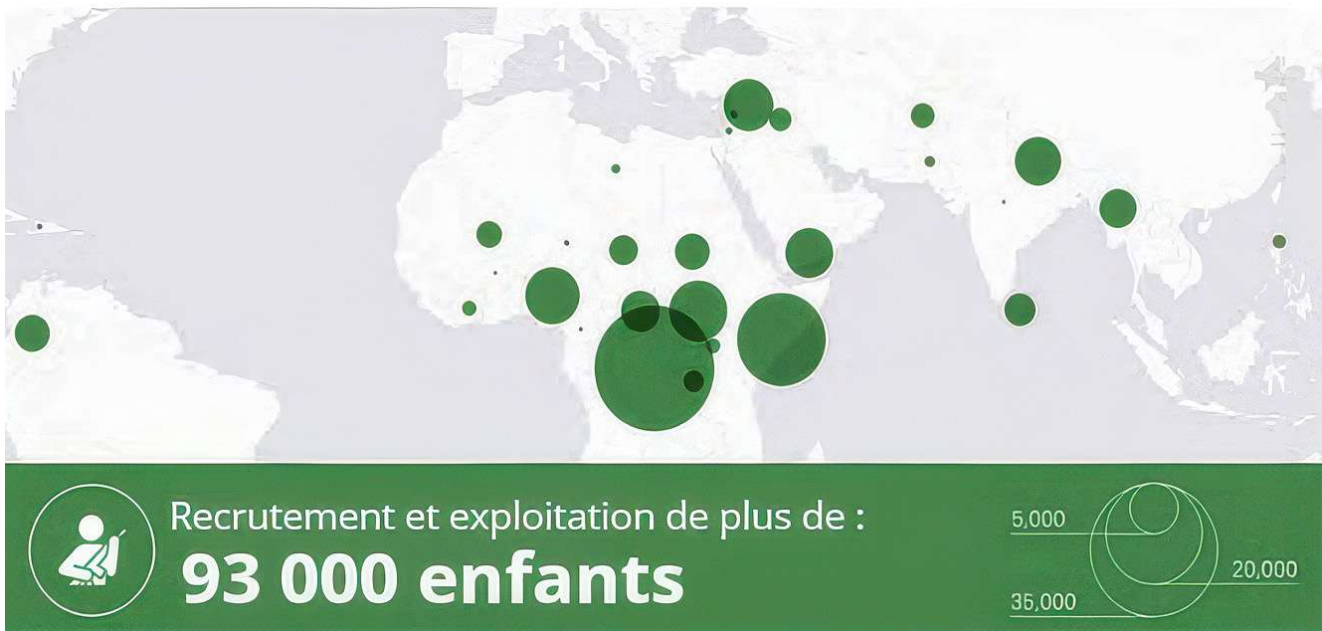 Recrutement et exploitation de plus de :
93 000 enfants
5,000
20,000
35,000